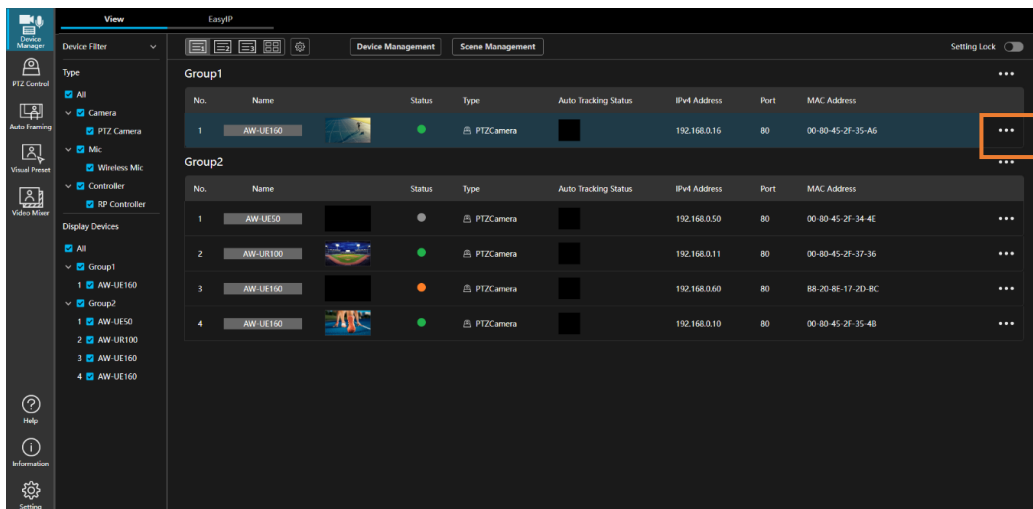 View
EasyIP
Device Manager
PTZ Control
Auto Framing
Visual Preset
Video Mixer
Help
Information
Setting
Device Filter
Type
All
Camera
PTZ Camera
Mic
Wireless Mic
Controller
RP Controller
Display Devices
All
Group1
1 AW-UE160
Group2
1 AW-UE50
2 AW-UR100
3 AW-UE160
4 AW-UE160
1 2 3
Device Management Scene Management Setting Lock
Group1
No. Name Status Type Auto Tracking Status IPv4 Address Port MAC Address
1 AW-UE160 PTZCamera 192.168.0.16 80 00-80-45-2F-35-A6
Group2
No. Name Status Type Auto Tracking Status IPv4 Address Port MAC Address
1 AW-UE50 PTZCamera 192.168.0.50 80 00-80-45-2F-34-4E
2 AW-UR100 PTZCamera 192.168.0.11 80 00-80-45-2F-37-36
3 AW-UE160 PTZCamera 192.168.0.60 80 B8-20-8E-17-2D-BC
4 AW-UE160 PTZCamera 192.168.0.10 80 00-80-45-2F-35-4B